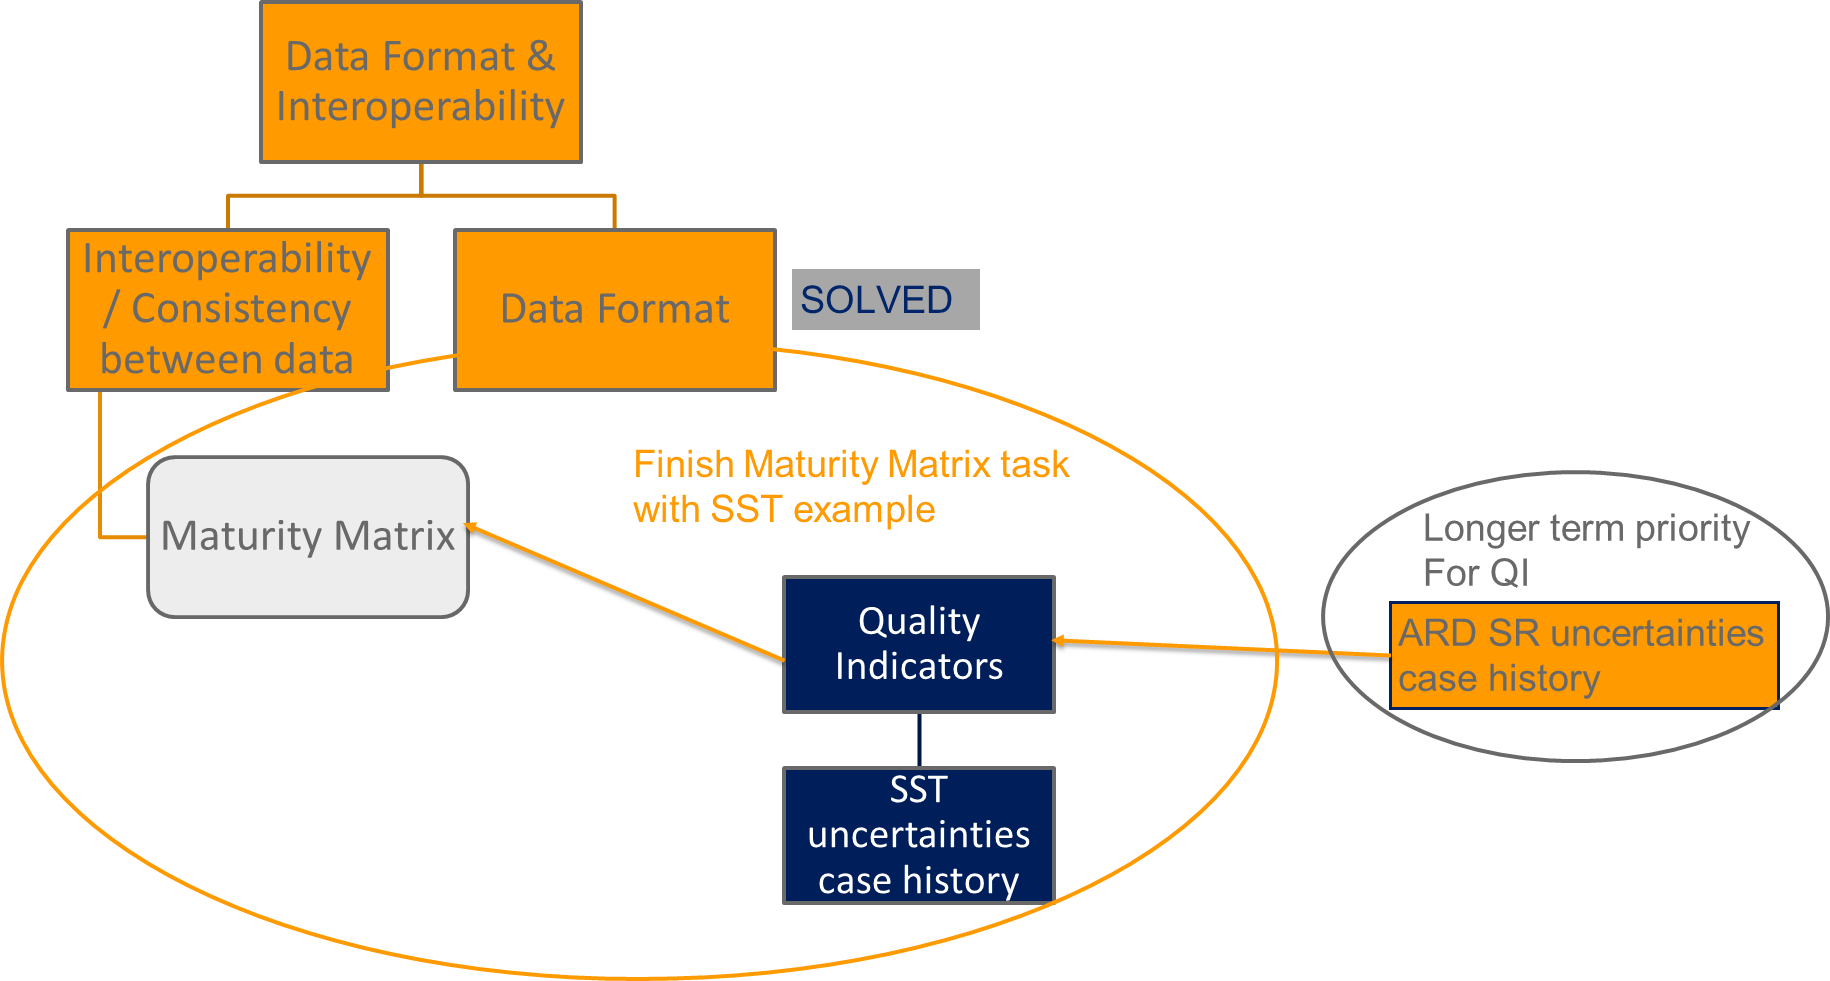 Data Format &
Interoperability
Interoperability
/ Consistency
between data
Data Format
SOLVED
Finish Maturity Matrix task
with SST example
Maturity Matrix
Quality
Indicators
SST
uncertainties
case history
Longer term priority
For QI
ARD SR uncertainties
case history